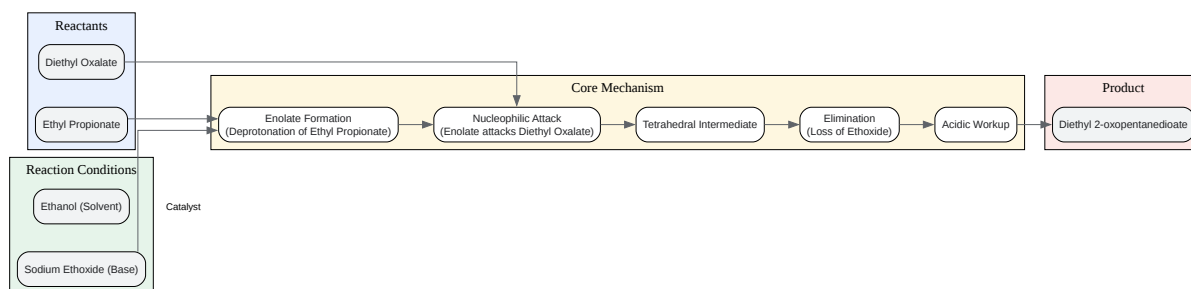 Reactants
Diethyl Oxalate
Ethyl Propionate
Reaction Conditions
Ethanol (Solvent)
Sodium Ethoxide (Base)
Catalyst
Core Mechanism
Enolate Formation
(Deprotonation of Ethyl Propionate)
Nucleophilic Attack
(Enolate attacks Diethyl Oxalate)
Tetrahedral Intermediate
Elimination
(Loss of Ethoxide)
Acidic Workup
Product
Diethyl 2-oxopentanedioate